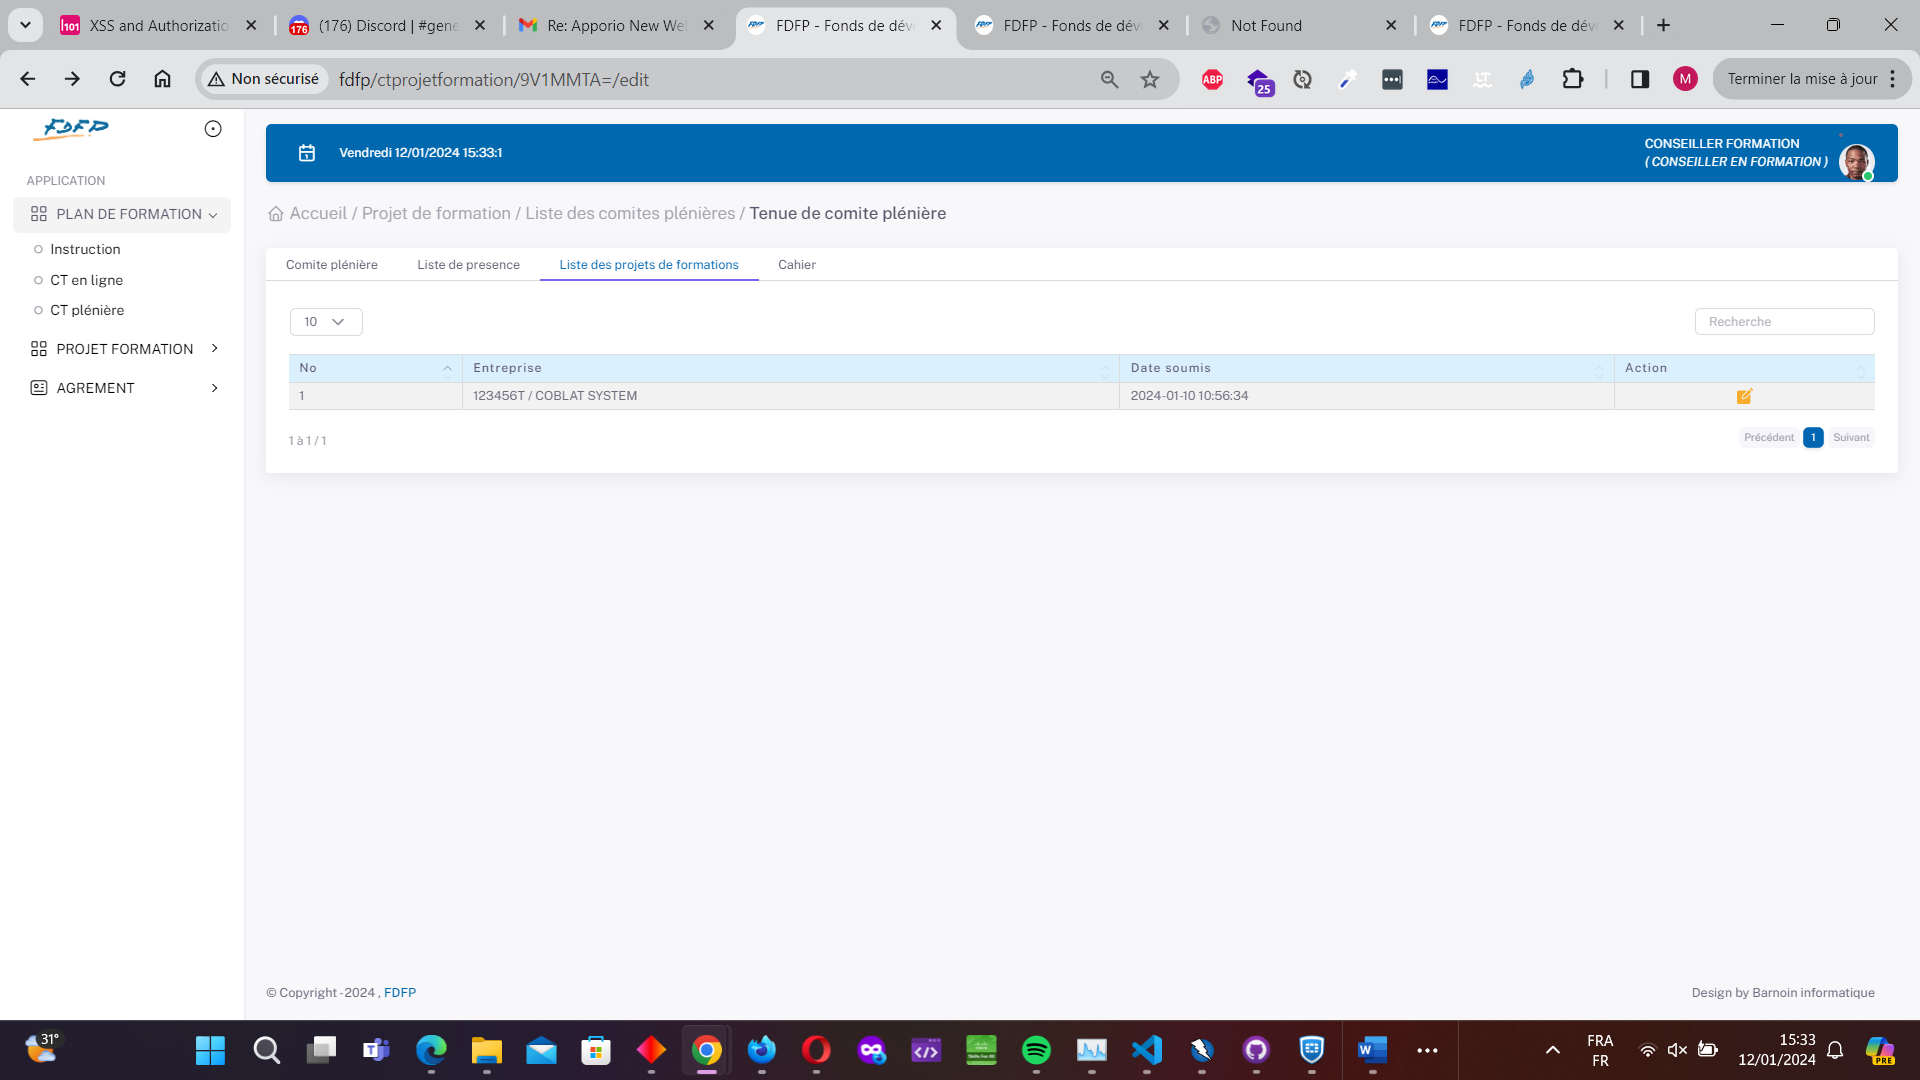 XSS and Authorizatio
(176) Discord | #gene
Re: Apporio New Wel
FDFP - Fonds de dév
FDFP - Fonds de dév
Not Found
FDFP - Fonds de dév
Non sécurisé
fdfp/ctprojetformation/9V1MMTA=/edit
ABP
25
M
Terminer la mise à jour
FDFP
Vendredi 12/01/2024 15:33:1
CONSEILLER FORMATION
( CONSEILLER EN FORMATION )
APPLICATION
PLAN DE FORMATION
Instruction
CT en ligne
CT plénière
PROJET FORMATION
AGREMENT
Accueil / Projet de formation / Liste des comites plénières / Tenue de comite plénière
Comite plénière
Liste de presence
Liste des projets de formations
Cahier
10
Recherche
No Entreprise Date soumis Action
1 123456T / COBLAT SYSTEM 2024-01-10 10:56:34
1 à 1 / 1
Précédent 1 Suivant
© Copyright - 2024 , FDFP
Design by Barnoin informatique
31°
FRA
FR
15:33
12/01/2024
PRE